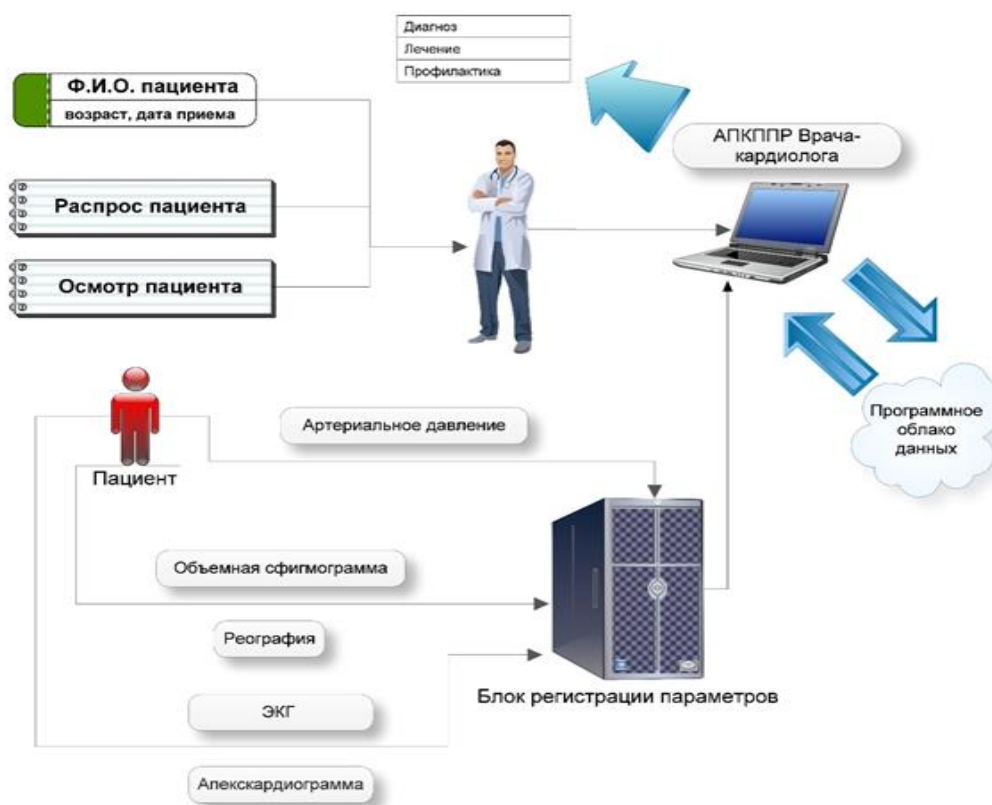 Диагноз
Лечение
Профилактика
Ф.И.О. пациента
возраст, дата приема
АПКППР Врача-
кардиолога
Распрос пациента
Осмотр пациента
Программное
облако
данных
Артериальное давление
Пациент
Объемная сфигмограмма
Реография
Блок регистрации параметров
ЭКГ
Апекскардиограмма